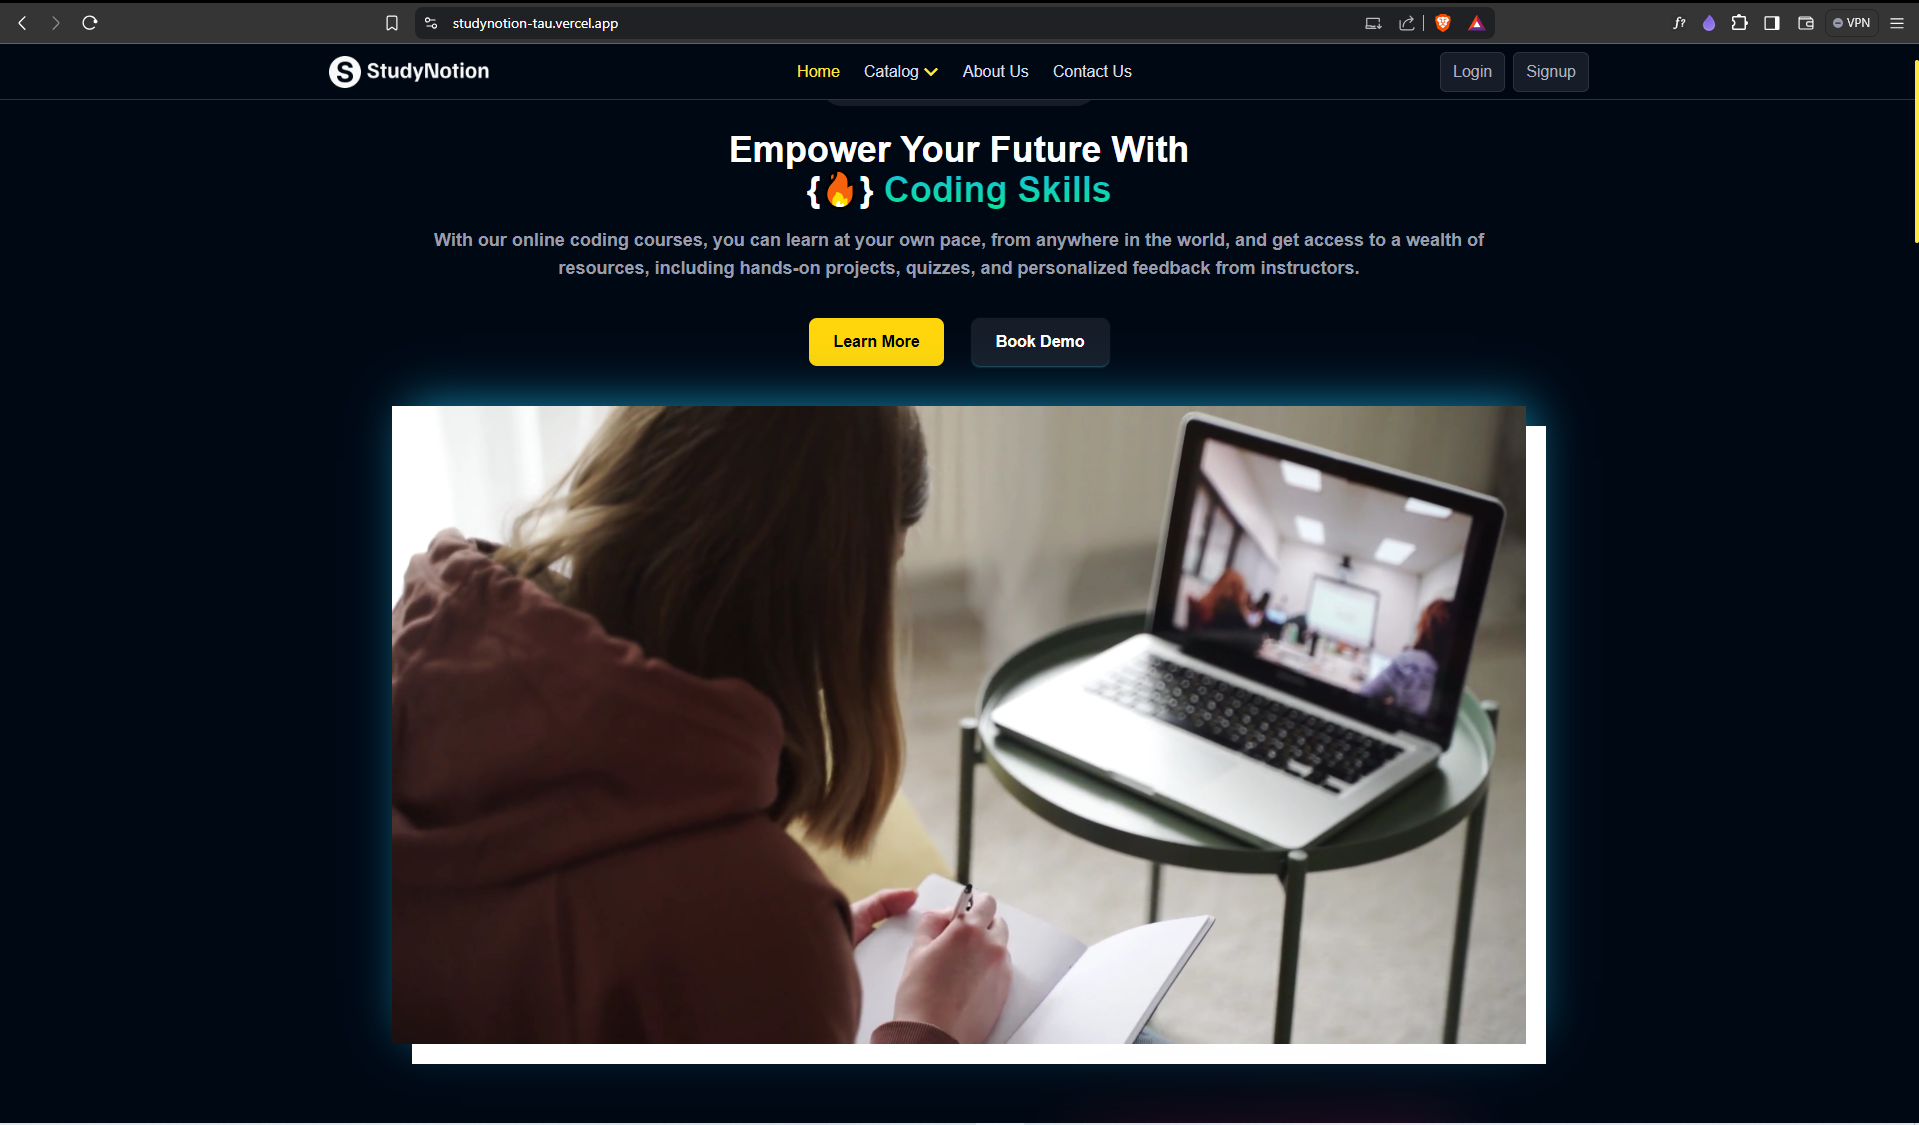 studynotion-tau.vercel.app
VPN
StudyNotion
Home
Catalog
About Us
Contact Us
Login
Signup
Empower Your Future With
{🔥} Coding Skills
With our online coding courses, you can learn at your own pace, from anywhere in the world, and get access to a wealth of
resources, including hands-on projects, quizzes, and personalized feedback from instructors.
Learn More
Book Demo